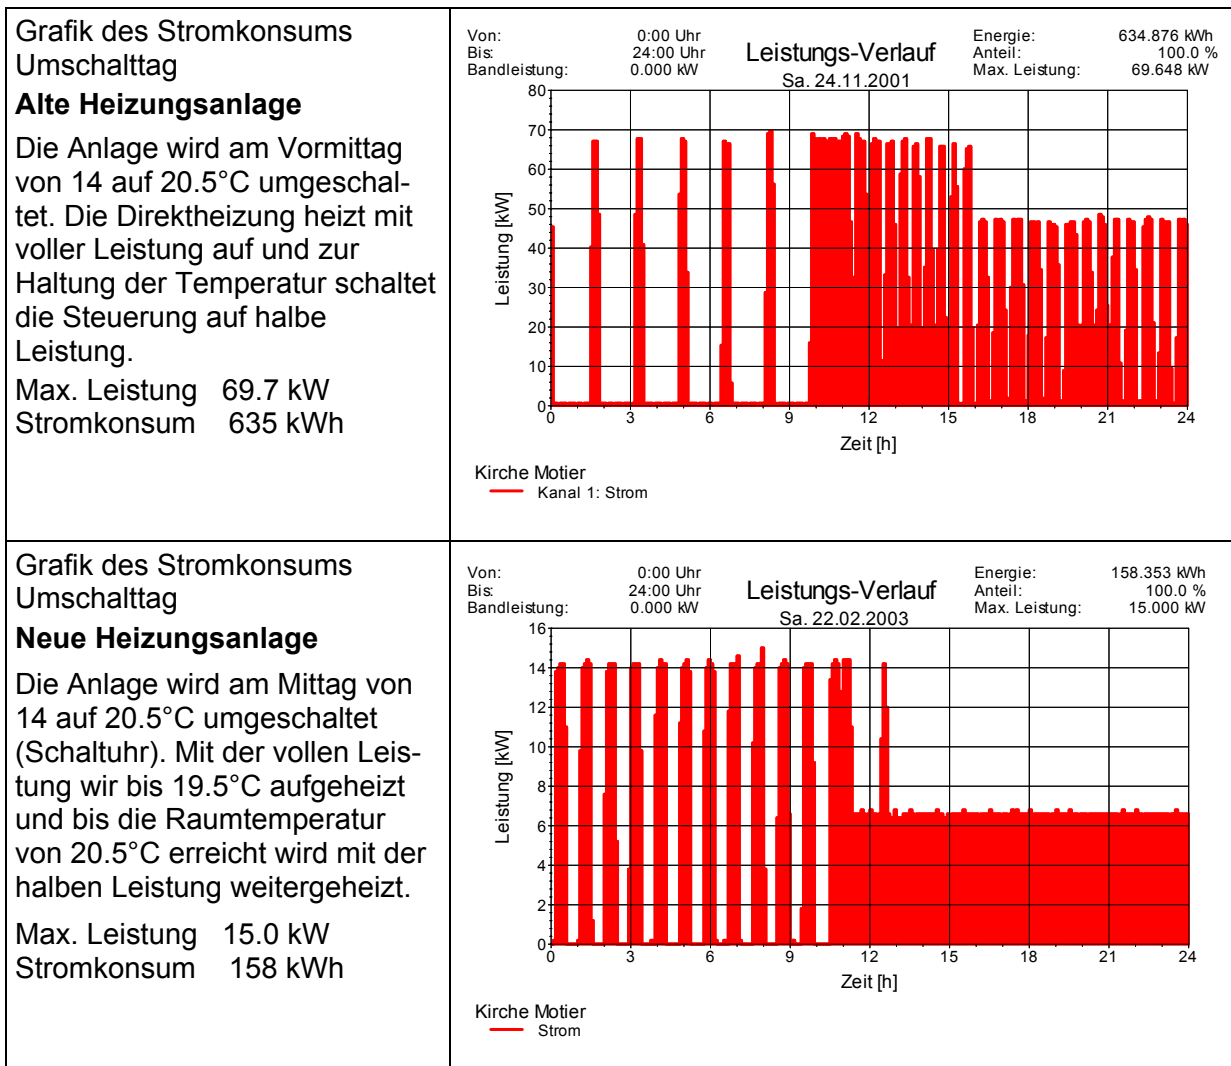 Grafik des Stromkonsums
Umschalttag
Alte Heizungsanlage
Die Anlage wird am Vormittag
von 14 auf 20.5°C umgeschal-
tet. Die Direktheizung heizt mit
voller Leistung auf und zur
Haltung der Temperatur schaltet
die Steuerung auf halbe
Leistung.
Max. Leistung 69.7 kW
Stromkonsum 635 kWh
Von: 0:00 Uhr
Bis: 24:00 Uhr
Bandleistung: 0.000 kW
Leistungs-Verlauf
Sa. 24.11.2001
Energie: 634.876 kWh
Anteil: 100.0 %
Max. Leistung: 69.648 kW
Leistung [kW]
80
70
60
50
40
30
20
10
0
0 3 6 9 12 15 18 21 24
Zeit [h]
Kirche Motier
Kanal 1: Strom
Grafik des Stromkonsums
Umschalttag
Neue Heizungsanlage
Die Anlage wird am Mittag von
14 auf 20.5°C umgeschaltet
(Schaltuhr). Mit der vollen Leis-
tung wir bis 19.5°C aufgeheizt
und bis die Raumtemperatur
von 20.5°C erreicht wird mit der
halben Leistung weitergeheizt.
Max. Leistung 15.0 kW
Stromkonsum 158 kWh
Von: 0:00 Uhr
Bis: 24:00 Uhr
Bandleistung: 0.000 kW
Leistungs-Verlauf
Sa. 22.02.2003
Energie: 158.353 kWh
Anteil: 100.0 %
Max. Leistung: 15.000 kW
Leistung [kW]
16
14
12
10
8
6
4
2
0
0 3 6 9 12 15 18 21 24
Zeit [h]
Kirche Motier
Strom